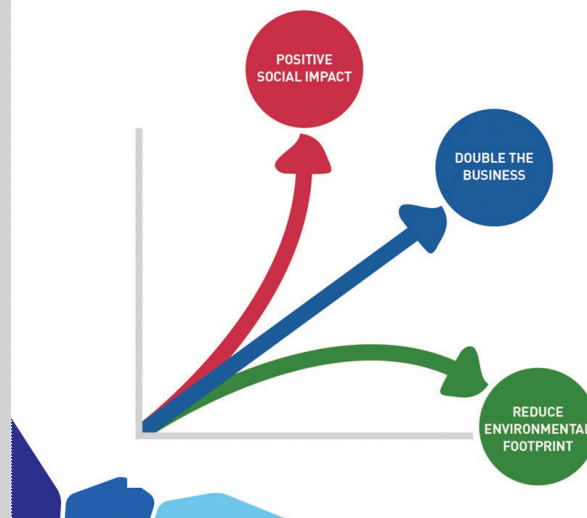 POSITIVE
SOCIAL IMPACT
DOUBLE THE
BUSINESS
REDUCE
ENVIRONMENTAL
FOOTPRINT